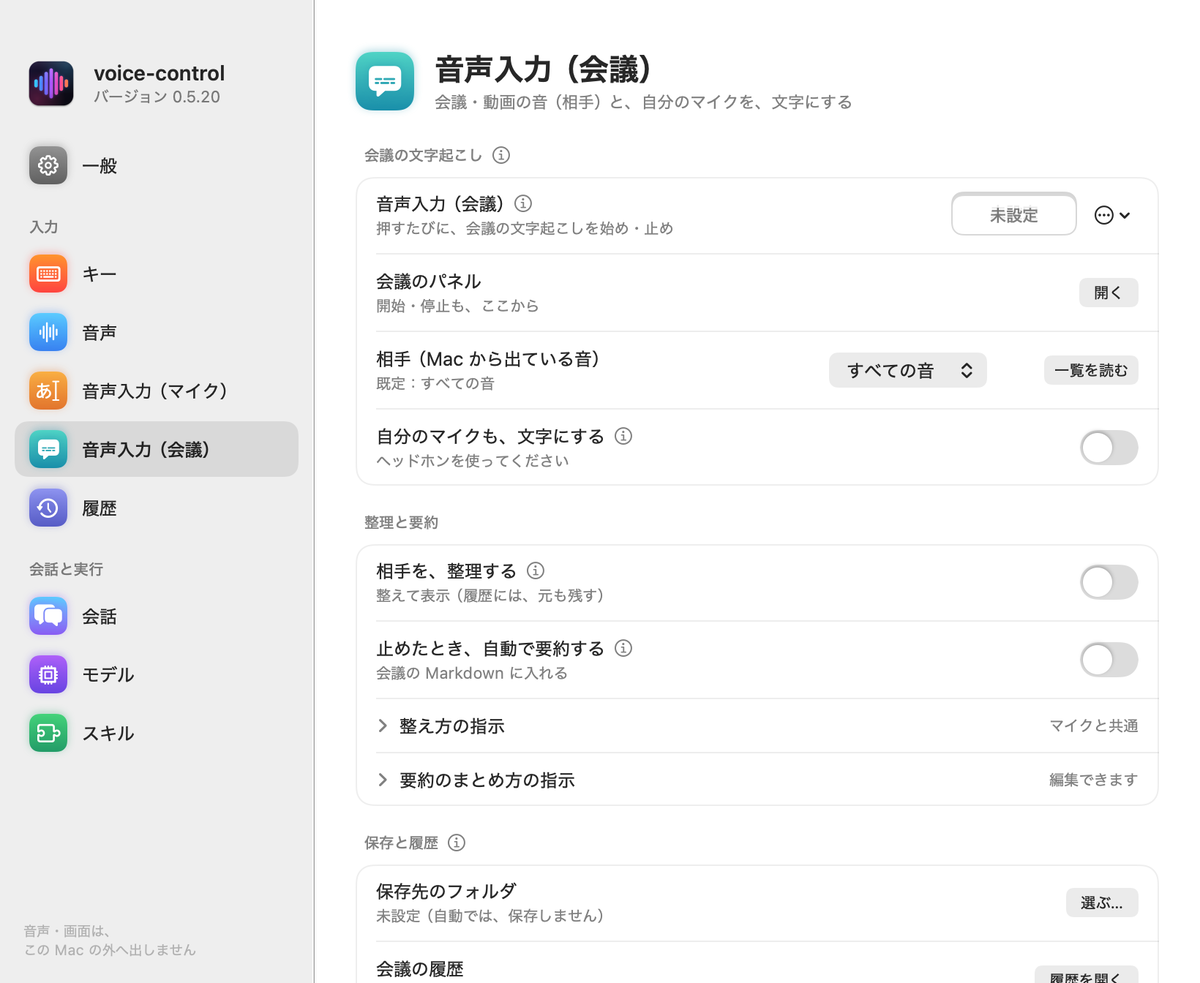 voice-control
バージョン 0.5.20
一般
入力
キー
音声
あ 音声入力（マイク）
音声入力（会議）
履歴
会話と実行
会話
モデル
スキル
音声・画面は、
この Mac の外へ出しません
音声入力（会議）
会議・動画の音（相手）と、自分のマイクを、文字にする
会議の文字起こし
音声入力（会議）
押すたびに、会議の文字起こしを始め・止め
未設定
会議のパネル
開始・停止も、ここから
開く
相手（Mac から出ている音）
既定：すべての音
すべての音
一覧を読む
自分のマイクも、文字にする
ヘッドホンを使ってください
整理と要約
相手を、整理する
整えて表示（履歴には、元も残す）
止めたとき、自動で要約する
会議の Markdown に入れる
整え方の指示
マイクと共通
要約のまとめ方の指示
編集できます
保存と履歴
保存先のフォルダ
未設定（自動では、保存しません）
選ぶ...
会議の履歴
履歴を開く